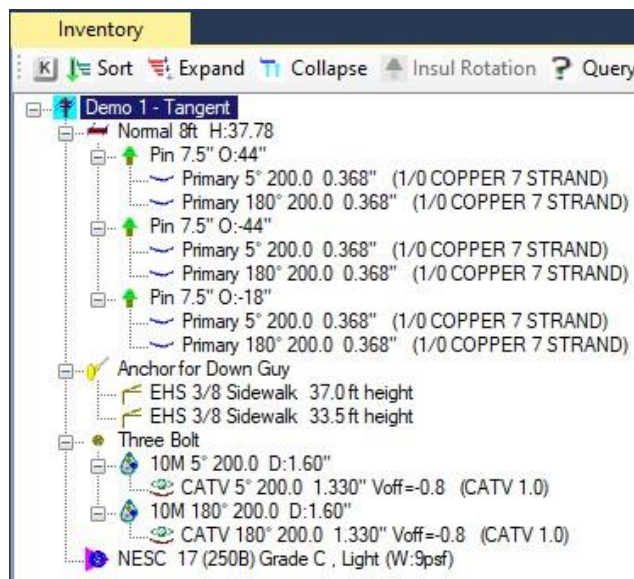 Inventory
K Sort Expand Collapse Insul Rotation ? Query
Demo 1 - Tangent
Normal 8ft H:37.78
Pin 7.5" O:44"
Primary 5° 200.0 0.368" (1/0 COPPER 7 STRAND)
Primary 180° 200.0 0.368" (1/0 COPPER 7 STRAND)
Pin 7.5" O:-44"
Primary 5° 200.0 0.368" (1/0 COPPER 7 STRAND)
Primary 180° 200.0 0.368" (1/0 COPPER 7 STRAND)
Pin 7.5" O:-18"
Primary 5° 200.0 0.368" (1/0 COPPER 7 STRAND)
Primary 180° 200.0 0.368" (1/0 COPPER 7 STRAND)
Anchor for Down Guy
EHS 3/8 Sidewalk 37.0 ft height
EHS 3/8 Sidewalk 33.5 ft height
Three Bolt
10M 5° 200.0 D:1.60"
CATV 5° 200.0 1.330" Voff=-0.8 (CATV 1.0)
10M 180° 200.0 D:1.60"
CATV 180° 200.0 1.330" Voff=-0.8 (CATV 1.0)
NESC 17 (250B) Grade C , Light (W:9psf)